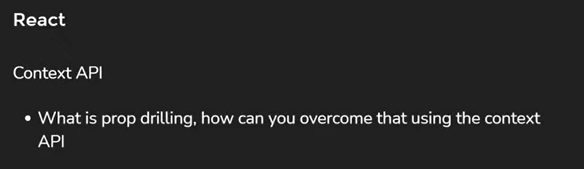 React
Context API
• What is prop drilling, how can you overcome that using the context
API